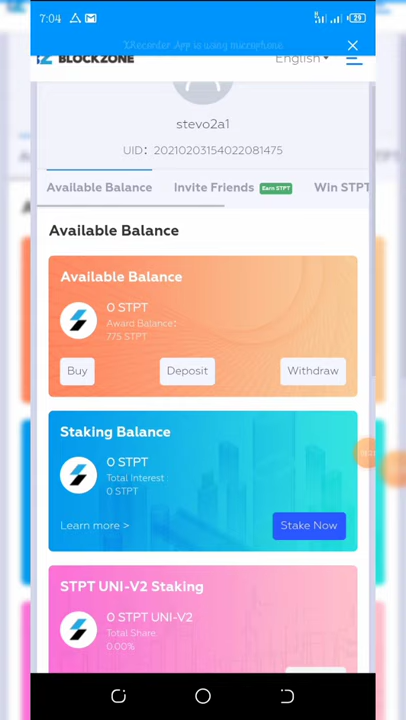 7:04
29
XRecorder App is using microphone
BLOCKZONE
English
stevo2a1
UID: 20210203154022081475
Available Balance
Invite Friends
Earn STPT
Win STPT
Available Balance
Available Balance
0 STPT
Award Balance:
775 STPT
Buy
Deposit
Withdraw
Staking Balance
0 STPT
Total Interest :
0 STPT
Learn more >
Stake Now
STPT UNI-V2 Staking
0 STPT UNI-V2
Total Share
0.00%